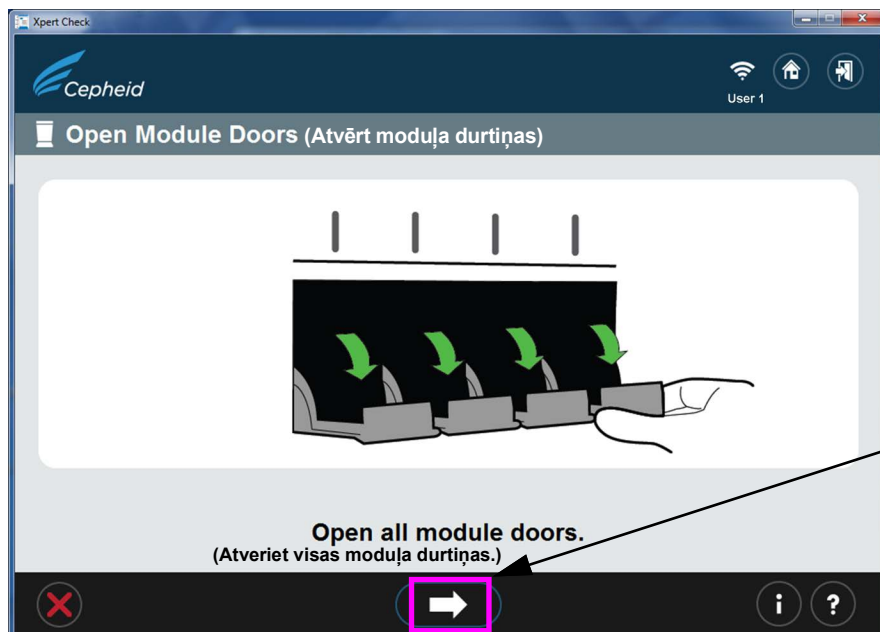 Xpert Check
Cepheid
User 1
Open Module Doors (Atvērt moduļa durtiņas)
Open all module doors.
(Atveriet visas moduļa durtiņas.)
i ?